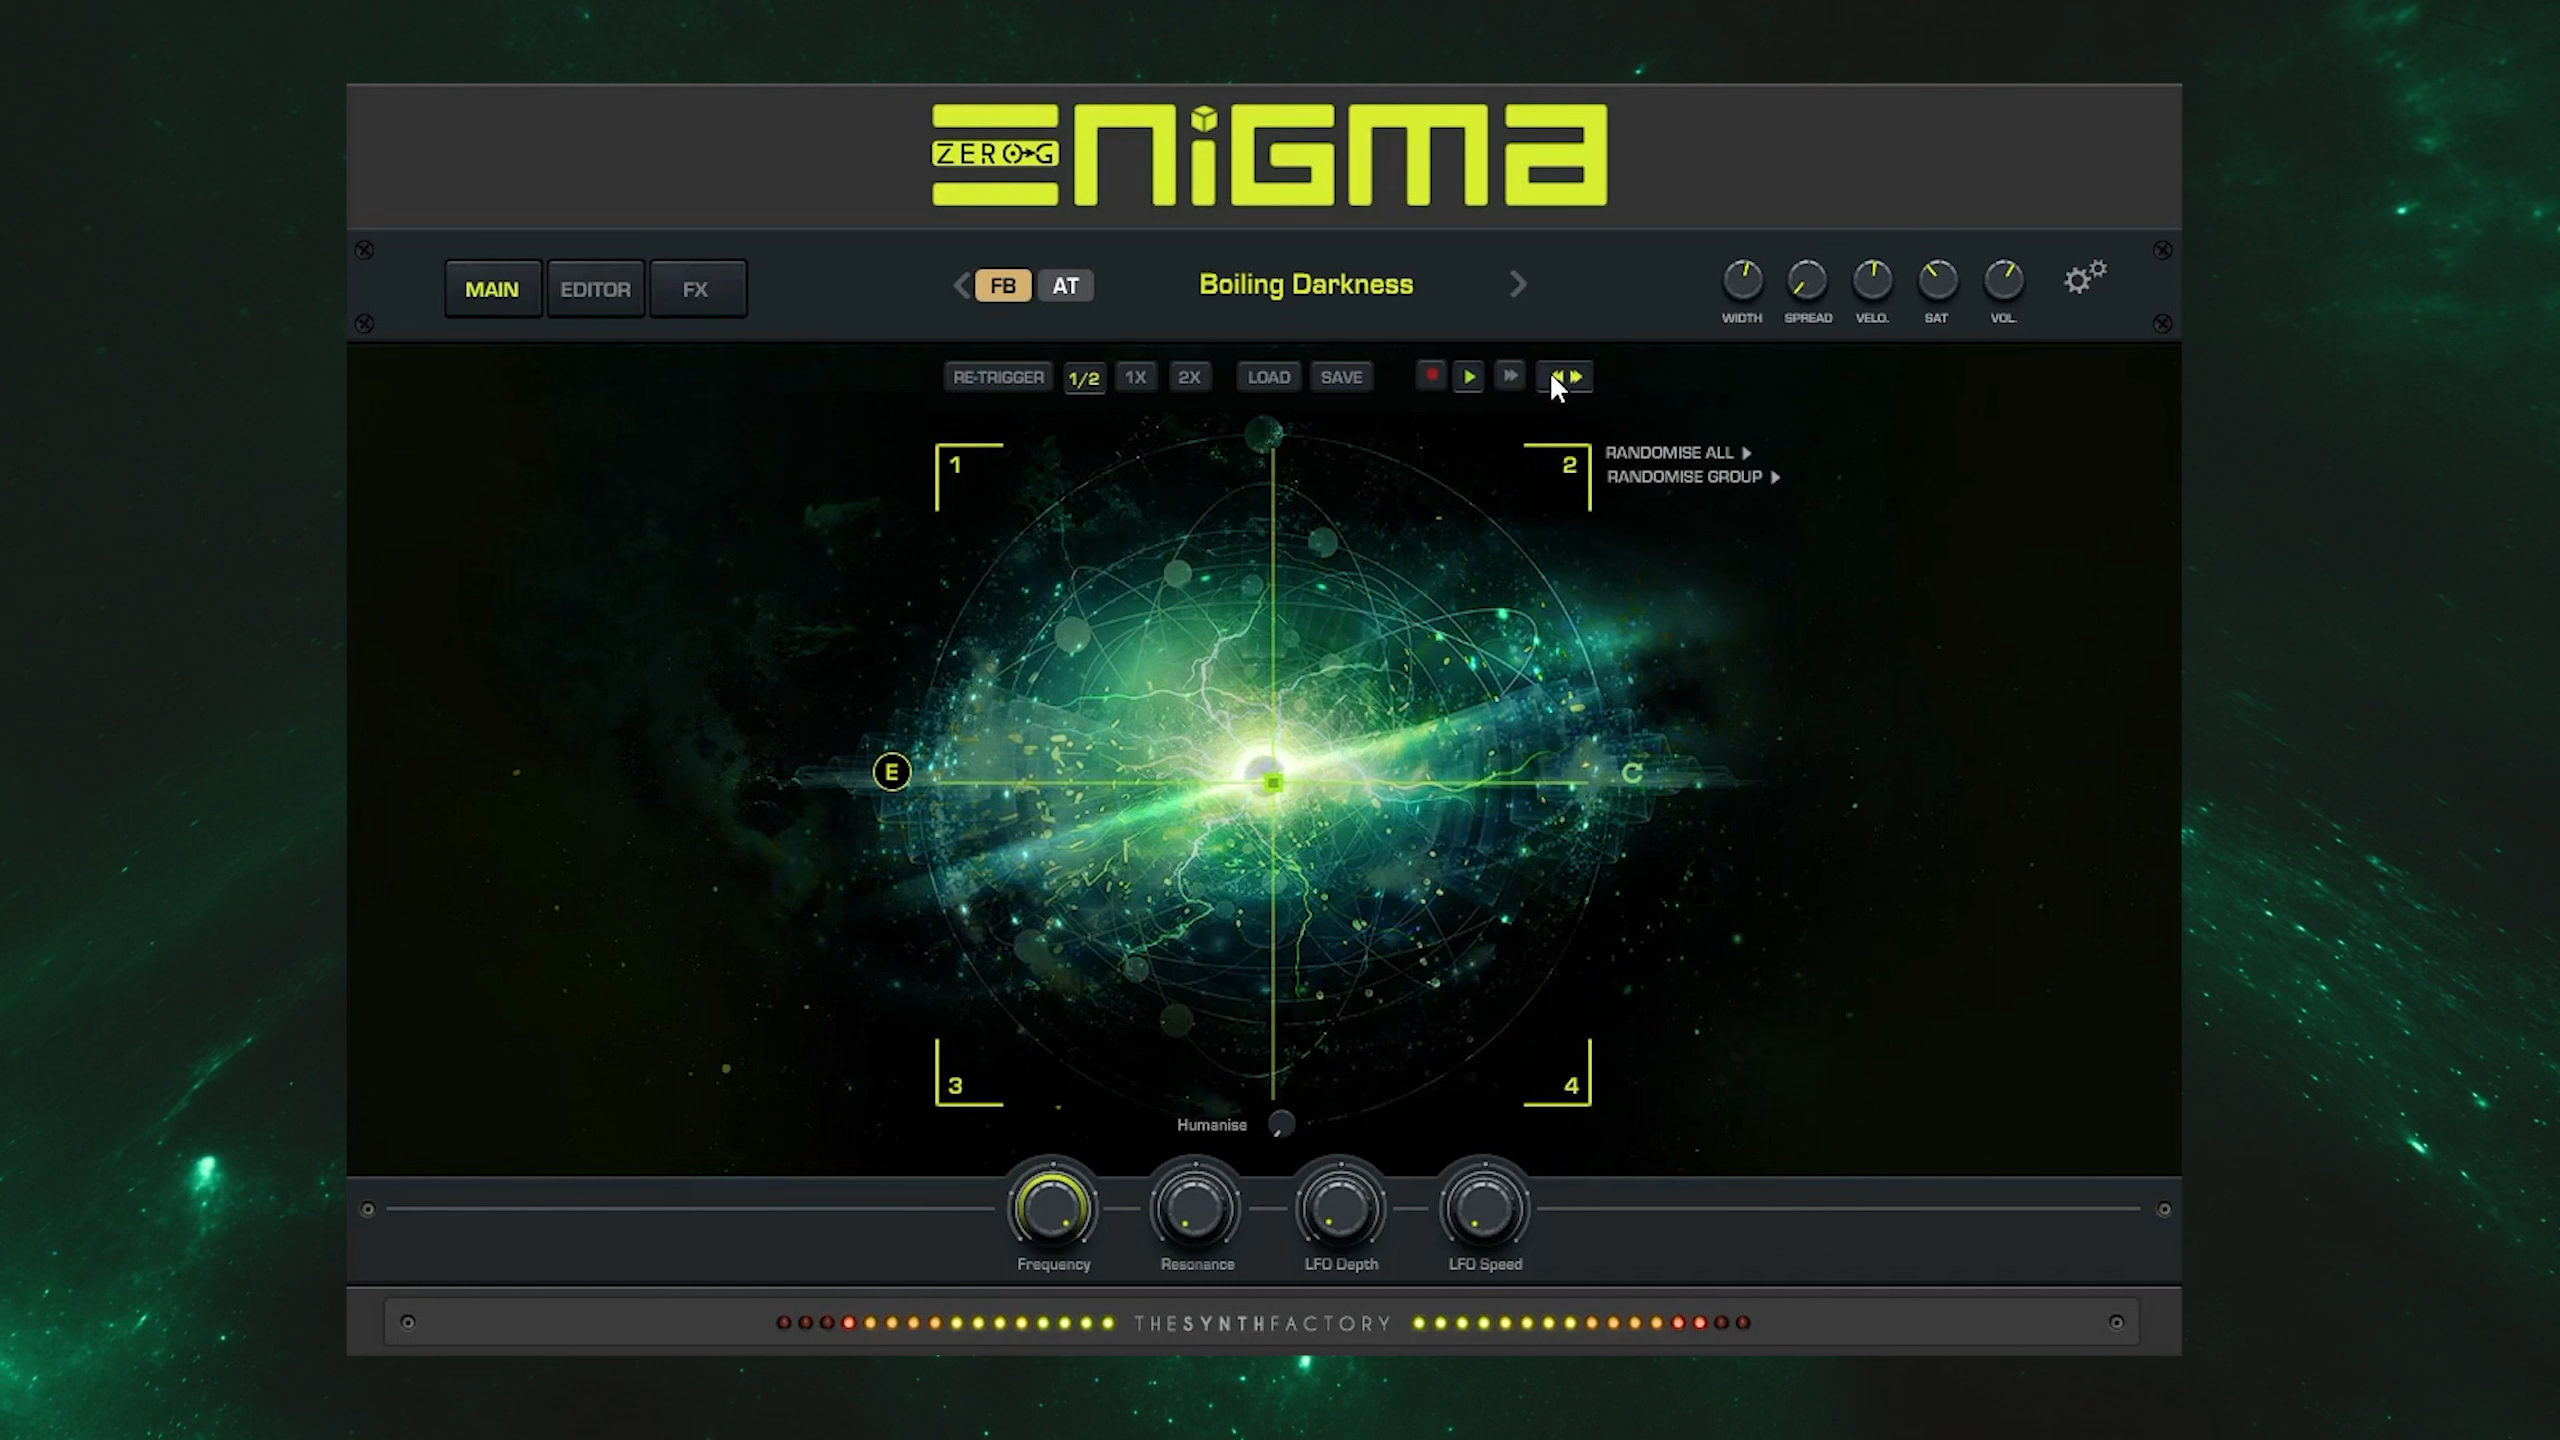 ENiGMA
ZERO-G
MAIN EDITOR FX
FB AT Boiling Darkness
WIDTH SPREAD VELO. SAT VOL.
RE-TRIGGER 1/2 1X 2X LOAD SAVE
1 2
RANDOMISE ALL
RANDOMISE GROUP
E
3 4
Humanise
Frequency Resonance LFO Depth LFO Speed
THESYNTHFACTORY